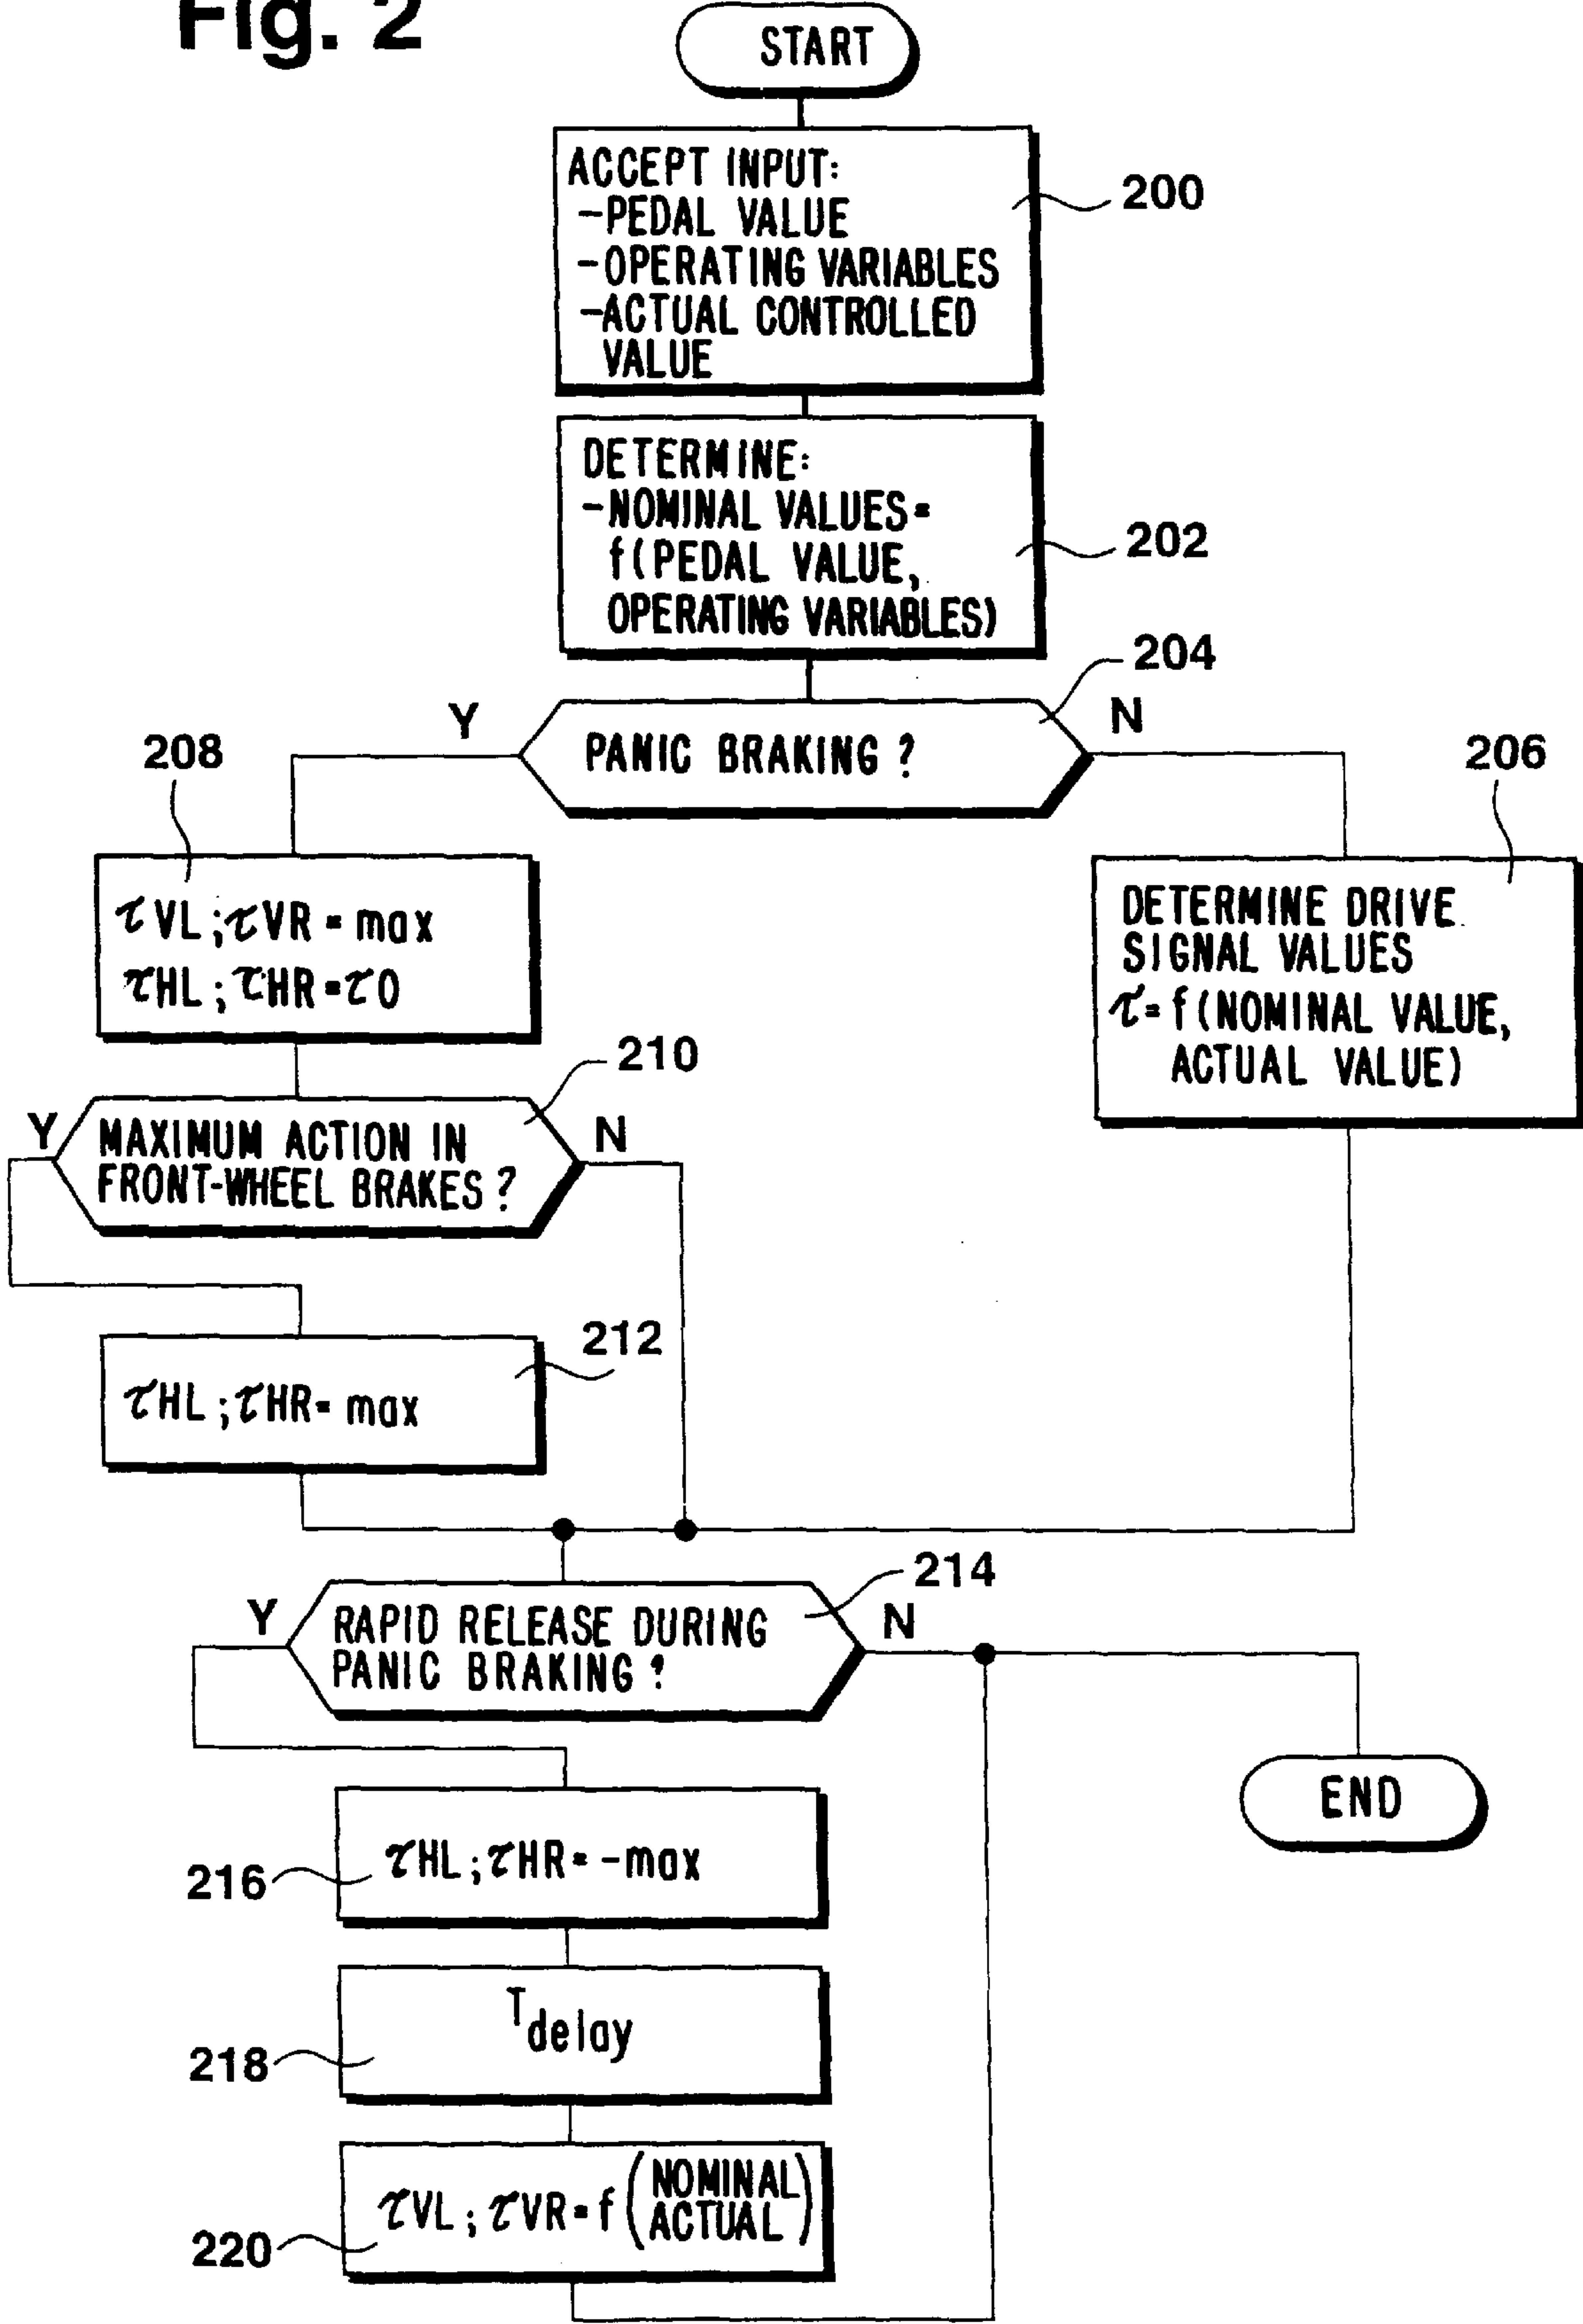 Fig. 2
START
ACCEPT INPUT:
-PEDAL VALUE
-OPERATING VARIABLES
-ACTUAL CONTROLLED
VALUE
200
DETERMINE:
-NOMINAL VALUES=
f(PEDAL VALUE,
OPERATING VARIABLES)
202
204
Y
PANIC BRAKING?
N
208
206
τVL;τVR=max
τHL;τHR=τ0
DETERMINE DRIVE
SIGNAL VALUES
τ=f(NOMINAL VALUE,
ACTUAL VALUE)
210
Y
MAXIMUM ACTION IN
FRONT-WHEEL BRAKES?
N
212
τHL;τHR=max
214
Y
RAPID RELEASE DURING
PANIC BRAKING?
N
END
τHL;τHR=-max
216
Tdelay
218
τVL;τVR=f(NOMINAL
ACTUAL)
220